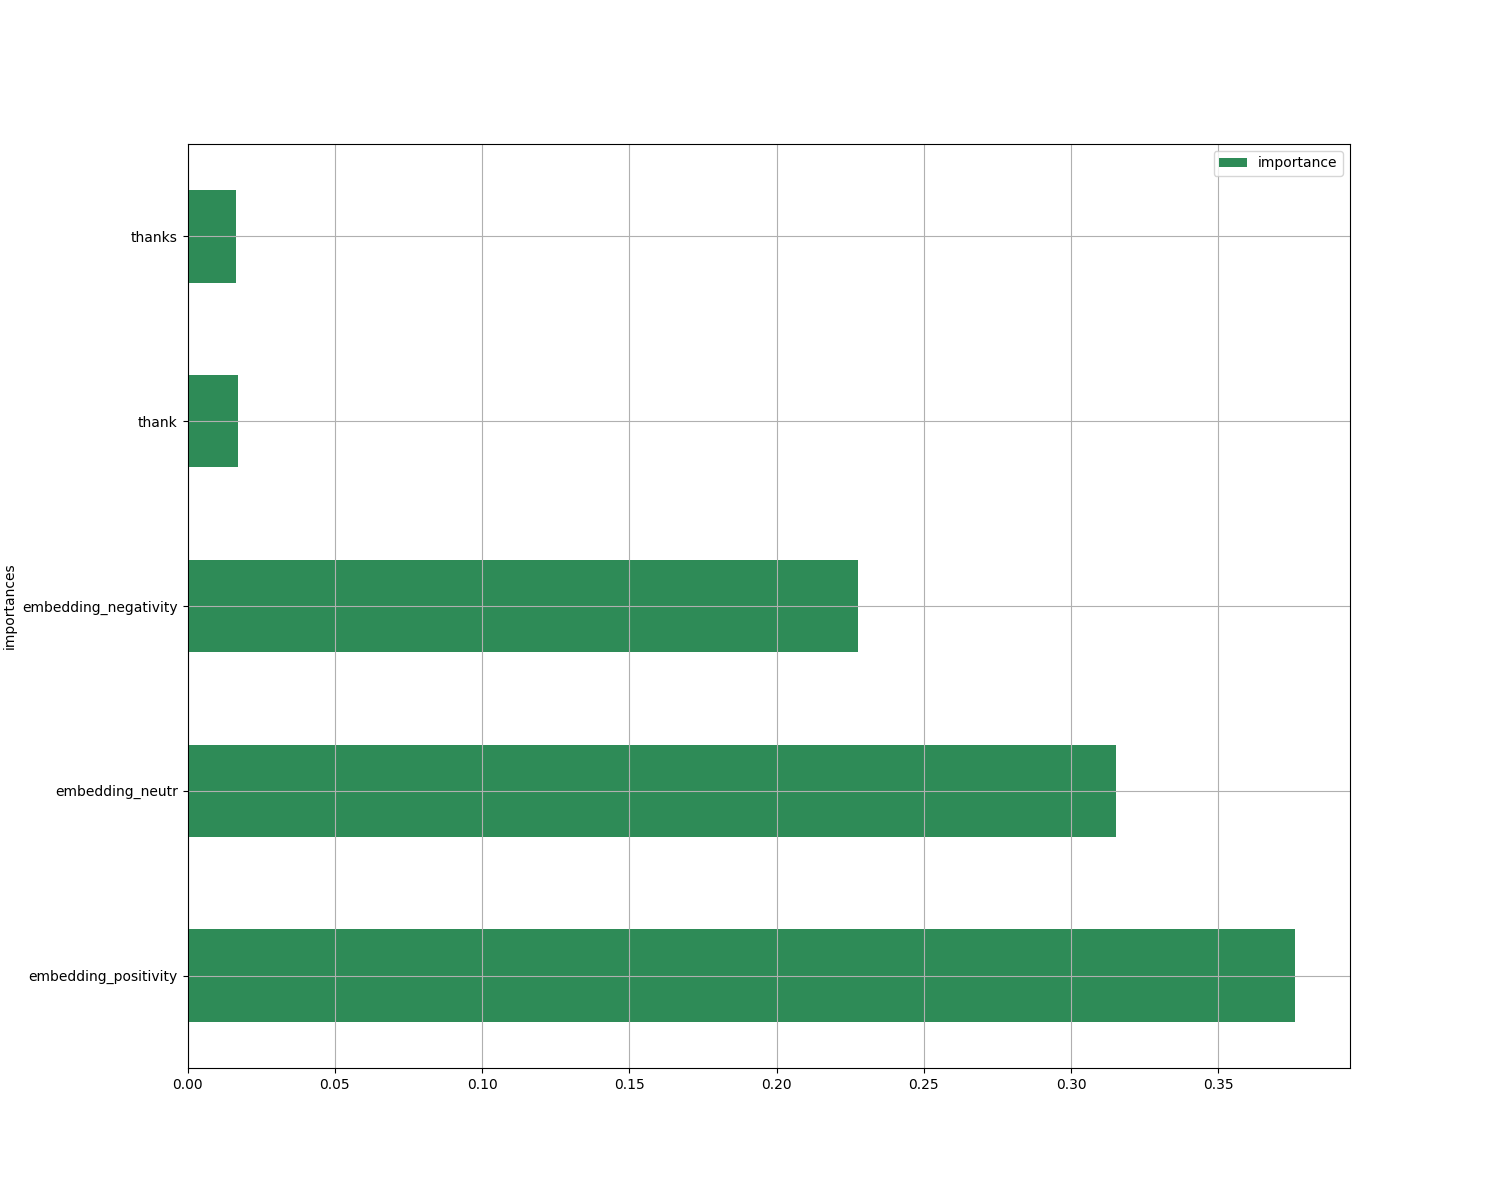 importance
thanks
thank
embedding_negativity
embedding_neutr
embedding_positivity
importances
0.00 0.05 0.10 0.15 0.20 0.25 0.30 0.35